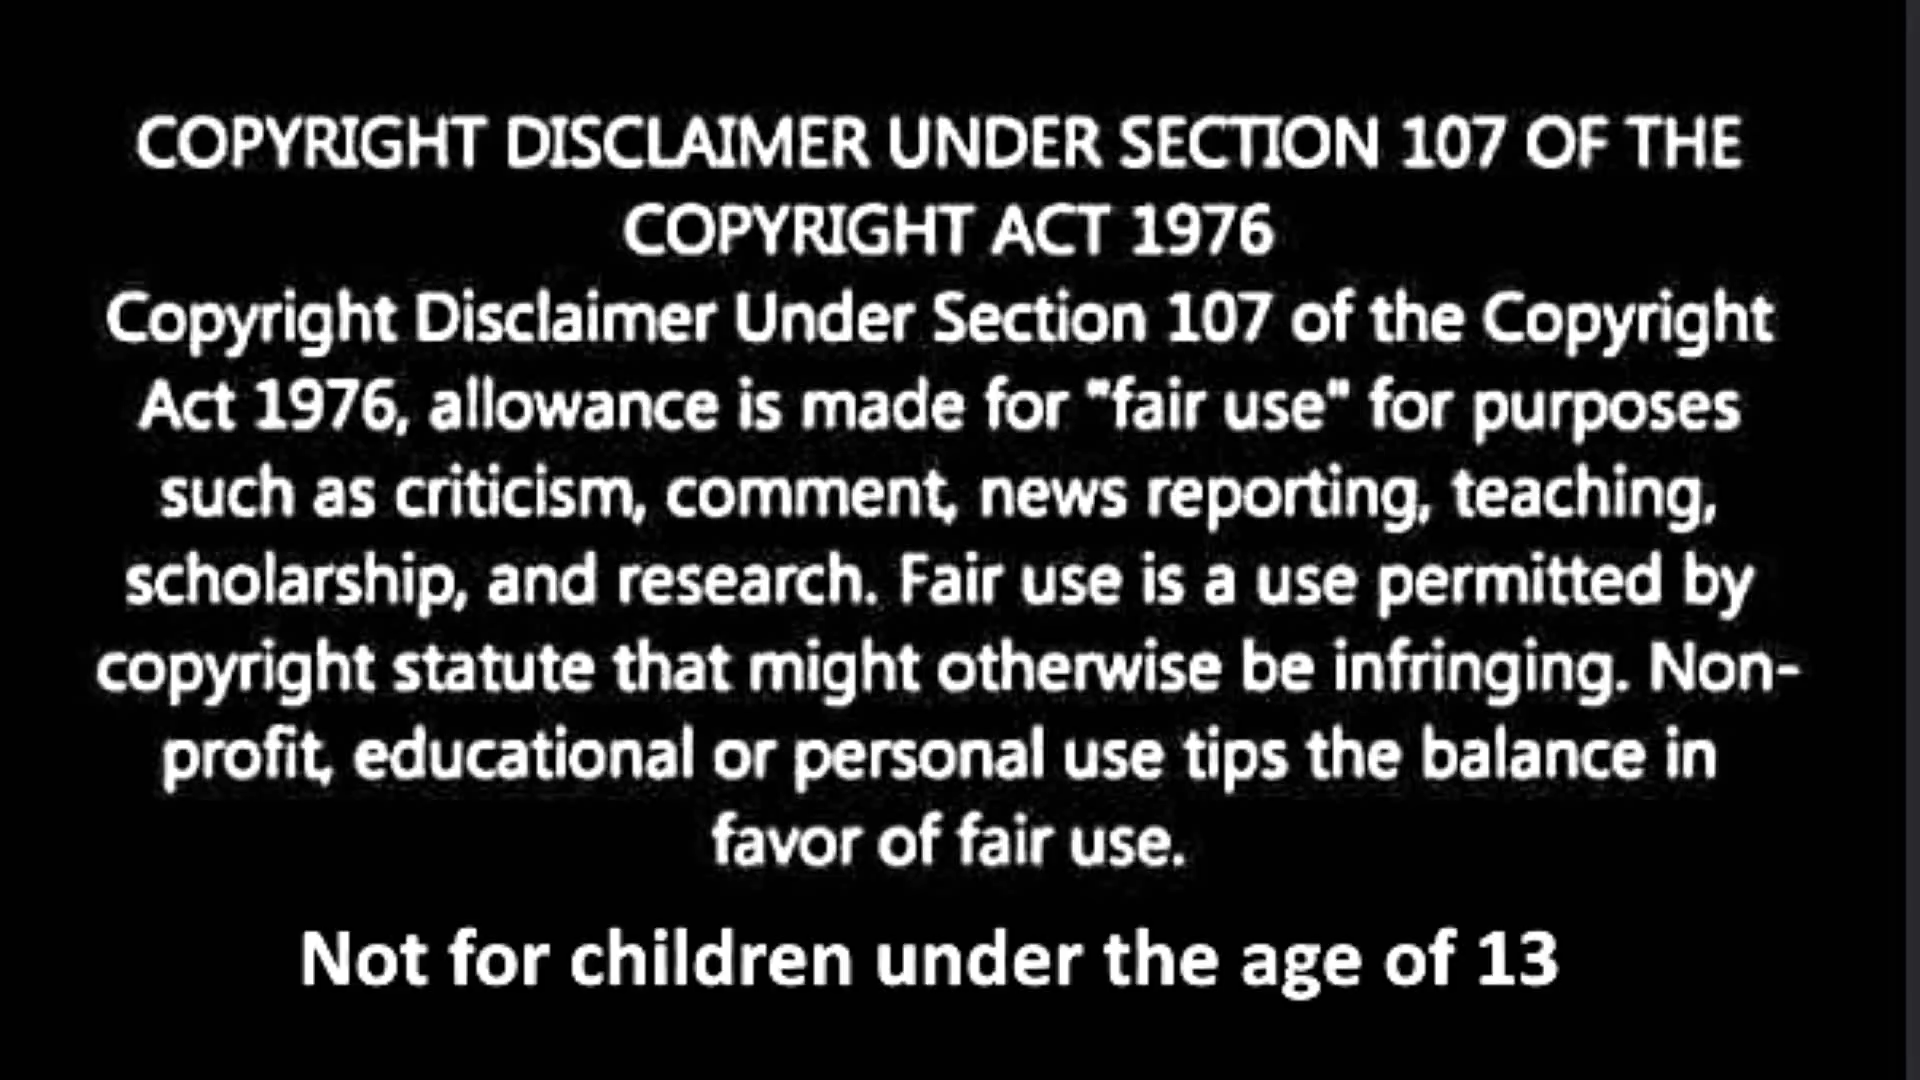 COPYRIGHT DISCLAIMER UNDER SECTION 107 OF THE
COPYRIGHT ACT 1976
Copyright Disclaimer Under Section 107 of the Copyright
Act 1976, allowance is made for "fair use" for purposes
such as criticism, comment, news reporting, teaching,
scholarship, and research. Fair use is a use permitted by
copyright statute that might otherwise be infringing. Non-
profit, educational or personal use tips the balance in
favor of fair use.
Not for children under the age of 13